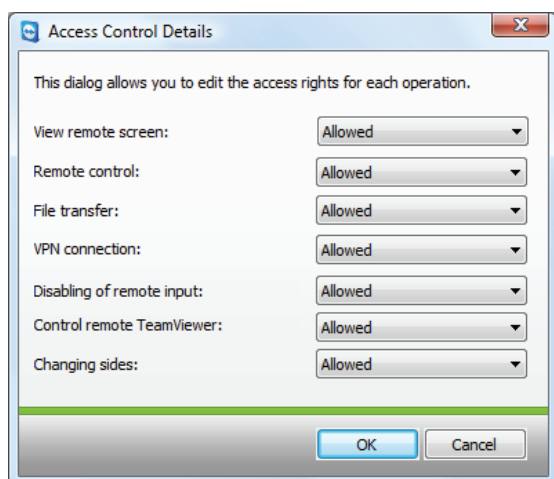 Access Control Details
This dialog allows you to edit the access rights for each operation.
View remote screen: Allowed
Remote control: Allowed
File transfer: Allowed
VPN connection: Allowed
Disabling of remote input: Allowed
Control remote TeamViewer: Allowed
Changing sides: Allowed
OK Cancel